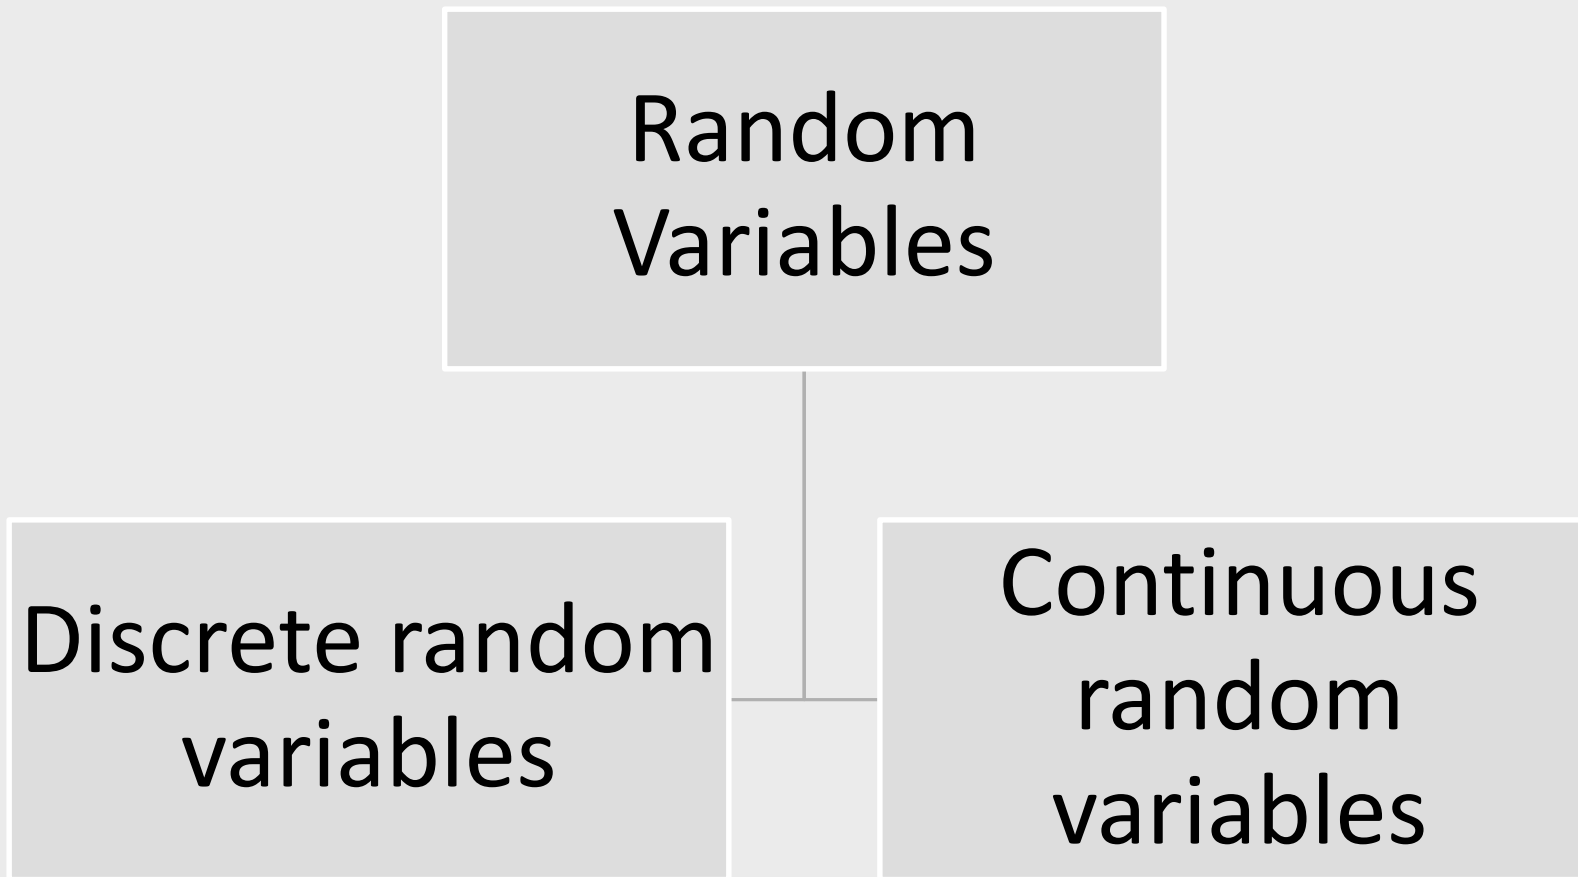 Random
Variables
Discrete random
variables
Continuous
random
variables